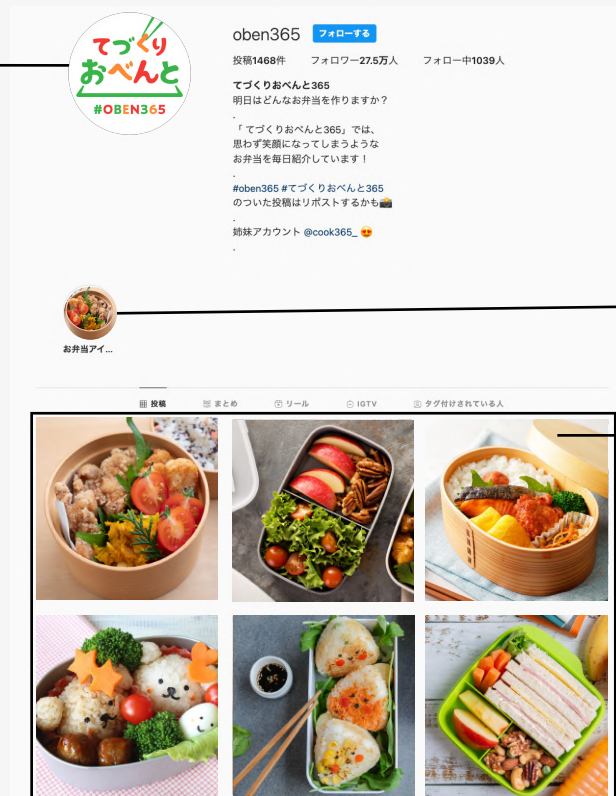 てづくり
おべんと
#OBEN365
oben365 フォローする
投稿1468件 フォロワー27.5万人 フォロー中1039人
てづくりおべんと365
明日はどんなお弁当を作りますか？
.
「 てづくりおべんと365」では、
思わず笑顔になってしまうような
お弁当を毎日紹介しています！
.
#oben365 #てづくりおべんと365
のついた投稿はリポストするかも📸
.
姉妹アカウント @cook365_ 😍
.
お弁当アイ...
投稿 まとめ リール IGTV タグ付けされている人